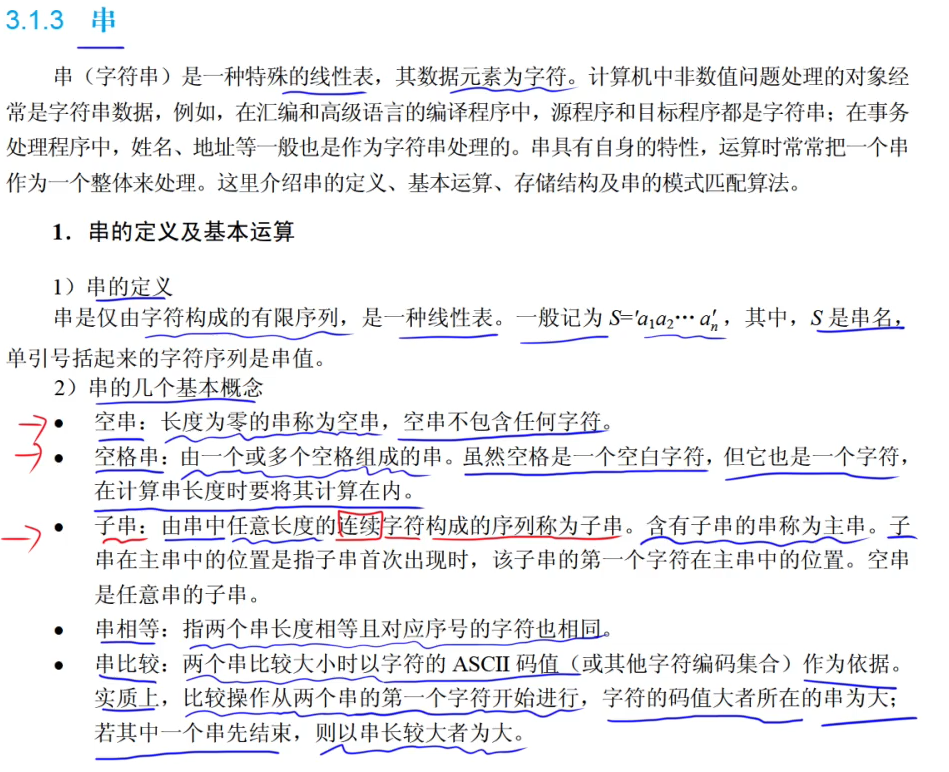 3.1.3 串
串（字符串）是一种特殊的线性表，其数据元素为字符。计算机中非数值问题处理的对象经
常是字符串数据，例如，在汇编和高级语言的编译程序中，源程序和目标程序都是字符串；在事务
处理程序中，姓名、地址等一般也是作为字符串处理的。串具有自身的特性，运算时常常把一个串
作为一个整体来处理。这里介绍串的定义、基本运算、存储结构及串的模式匹配算法。
1．串的定义及基本运算
1）串的定义
串是仅由字符构成的有限序列，是一种线性表。一般记为 S='a₁a₂⋯ aₙ'，其中，S 是串名，
单引号括起来的字符序列是串值。
2）串的几个基本概念
● 空串：长度为零的串称为空串，空串不包含任何字符。
● 空格串：由一个或多个空格组成的串。虽然空格是一个空白字符，但它也是一个字符，
在计算串长度时要将其计算在内。
● 子串：由串中任意长度的连续字符构成的序列称为子串。含有子串的串称为主串。子
串在主串中的位置是指子串首次出现时，该子串的第一个字符在主串中的位置。空串
是任意串的子串。
● 串相等：指两个串长度相等且对应序号的字符也相同。
● 串比较：两个串比较大小时以字符的 ASCII 码值（或其他字符编码集合）作为依据。
实质上，比较操作从两个串的第一个字符开始进行，字符的码值大者所在的串为大；
若其中一个串先结束，则以串长较大者为大。